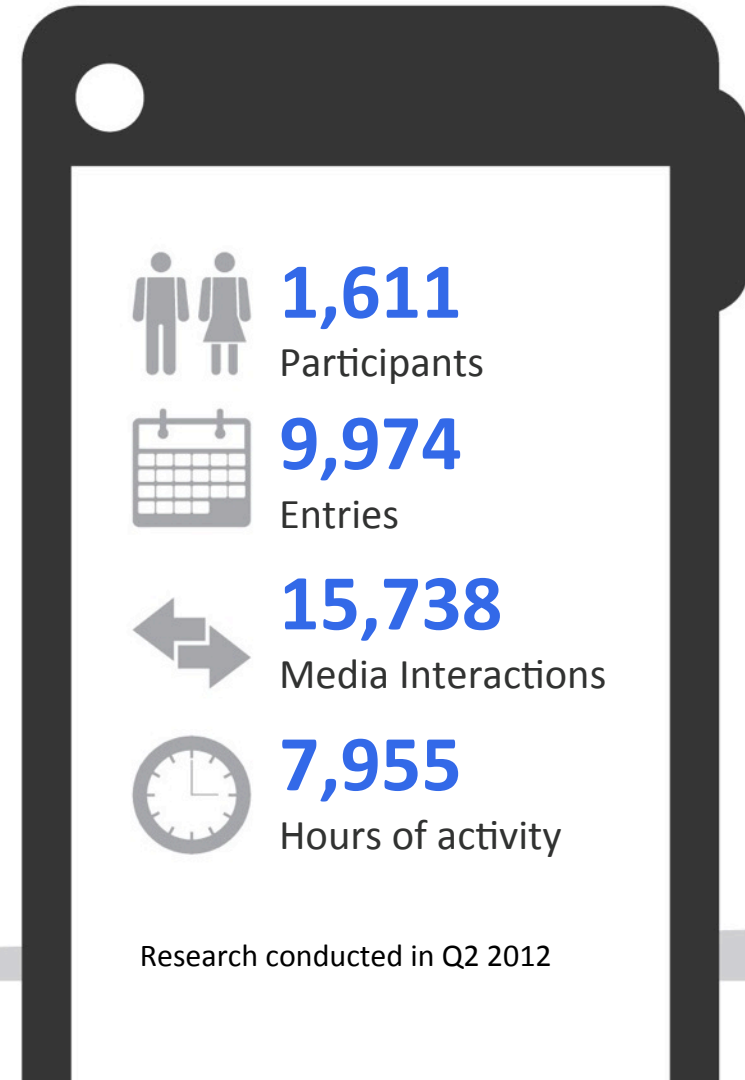 1,611
Participants
9,974
Entries
15,738
Media Interactions
7,955
Hours of activity
Research conducted in Q2 2012